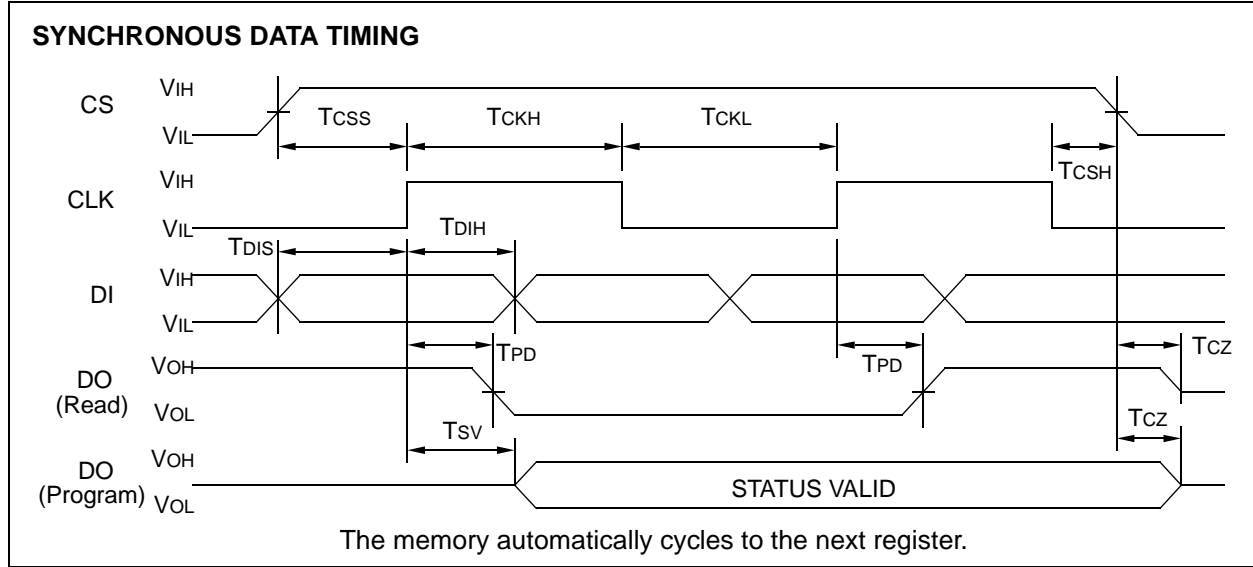 SYNCHRONOUS DATA TIMING
CS
VIH
VIL
TCSS
TCKH
TCKL
TCSH
CLK
VIH
VIL
TDIS
TDIH
DI
VIH
VIL
TPD
TPD
TCZ
DO
(Read)
VOH
VOL
TSV
TCZ
DO
(Program)
VOH
VOL
STATUS VALID
The memory automatically cycles to the next register.